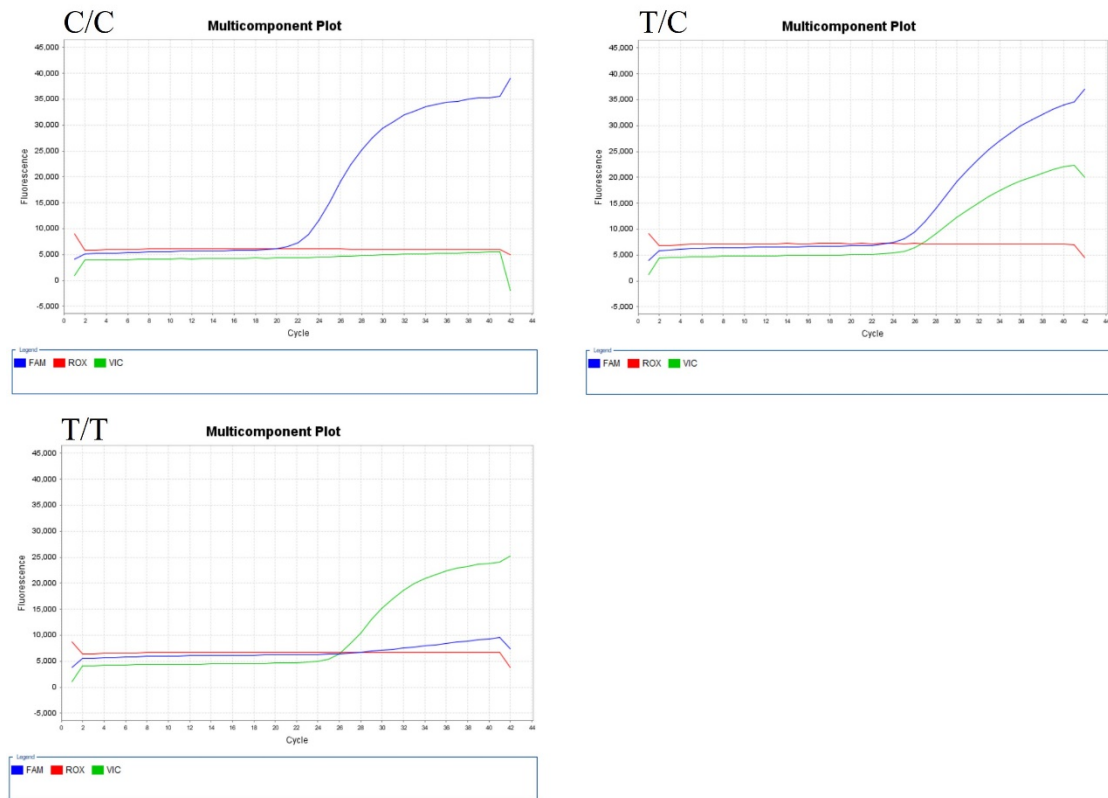 C/C
Multicomponent Plot
45,000
40,000
35,000
30,000
25,000
20,000
15,000
10,000
5,000
0
-5,000
Fluorescence
0 2 4 6 8 10 12 14 16 18 20 22 24 26 28 30 32 34 36 38 40 42 44
Cycle
Legend
FAM ROX VIC
T/C
Multicomponent Plot
45,000
40,000
35,000
30,000
25,000
20,000
15,000
10,000
5,000
0
-5,000
Fluorescence
0 2 4 6 8 10 12 14 16 18 20 22 24 26 28 30 32 34 36 38 40 42 44
Cycle
Legend
FAM ROX VIC
T/T
Multicomponent Plot
45,000
40,000
35,000
30,000
25,000
20,000
15,000
10,000
5,000
0
-5,000
Fluorescence
0 2 4 6 8 10 12 14 16 18 20 22 24 26 28 30 32 34 36 38 40 42 44
Cycle
Legend
FAM ROX VIC